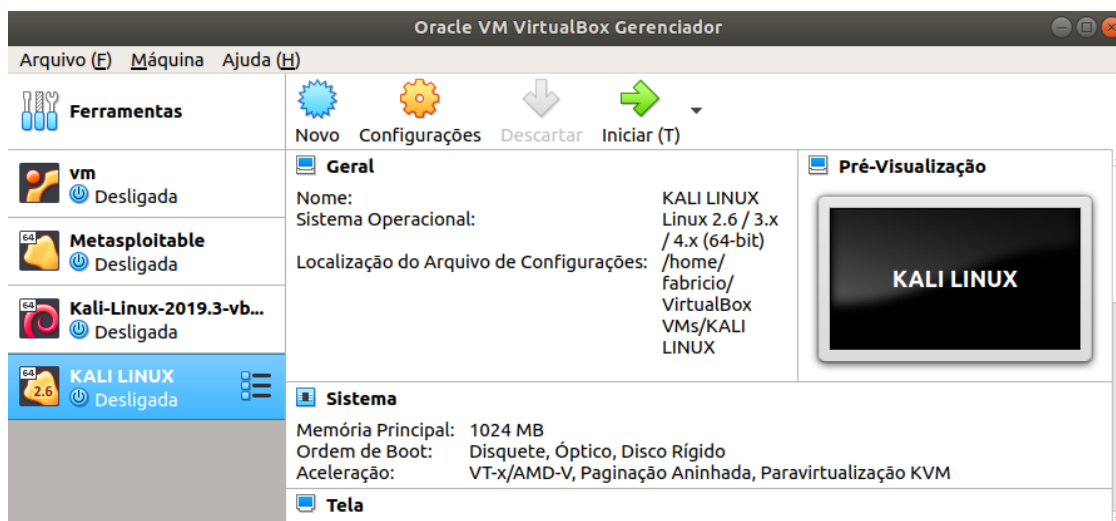 Oracle VM VirtualBox Gerenciador
Arquivo (F) Máquina Ajuda (H)
Ferramentas
Novo Configurações Descartar Iniciar (T)
vm
Desligada
64
Metasploitable
Desligada
64
Kali-Linux-2019.3-vb...
Desligada
64
2.6
KALI LINUX
Desligada
Geral
Nome: KALI LINUX
Sistema Operacional: Linux 2.6 / 3.x
/ 4.x (64-bit)
Localização do Arquivo de Configurações: /home/
fabricio/
VirtualBox
VMs/KALI
LINUX
Pré-Visualização
KALI LINUX
Sistema
Memória Principal: 1024 MB
Ordem de Boot: Disquete, Óptico, Disco Rígido
Aceleração: VT-x/AMD-V, Paginação Aninhada, Paravirtualização KVM
Tela